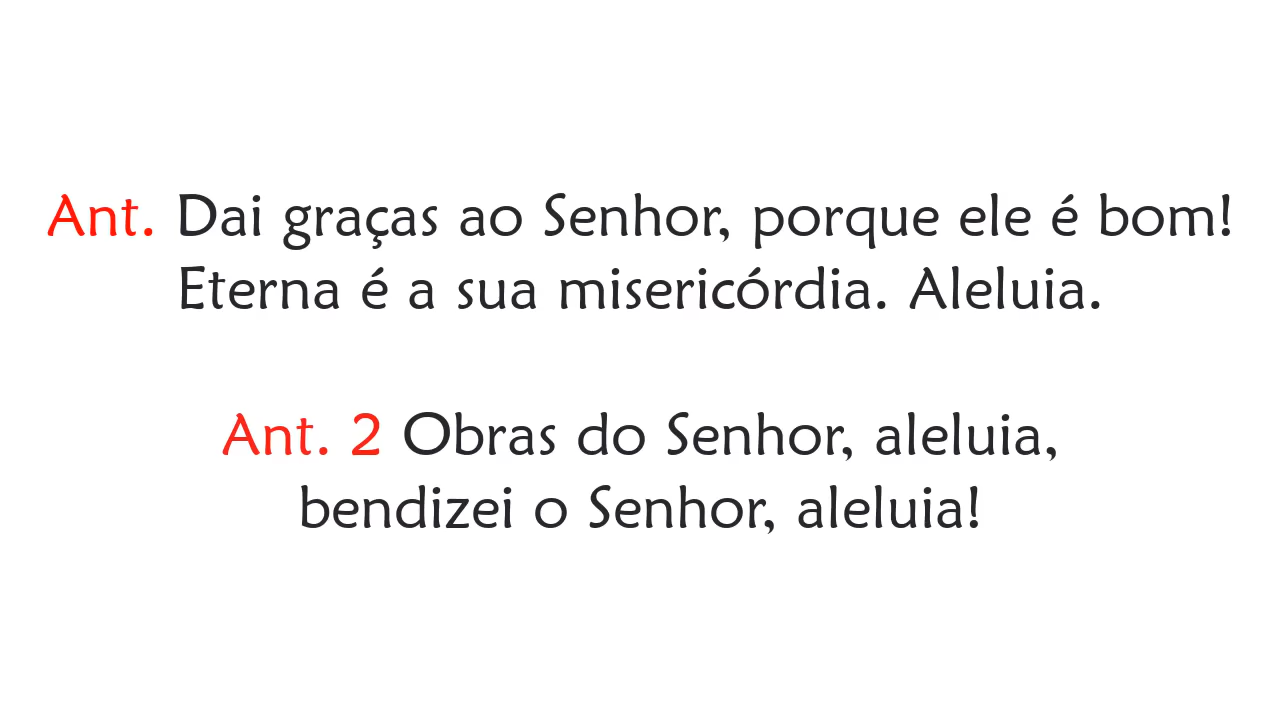 Ant. Dai graças ao Senhor, porque ele é bom!
Eterna é a sua misericórdia. Aleluia.
Ant. 2 Obras do Senhor, aleluia,
bendizei o Senhor, aleluia!